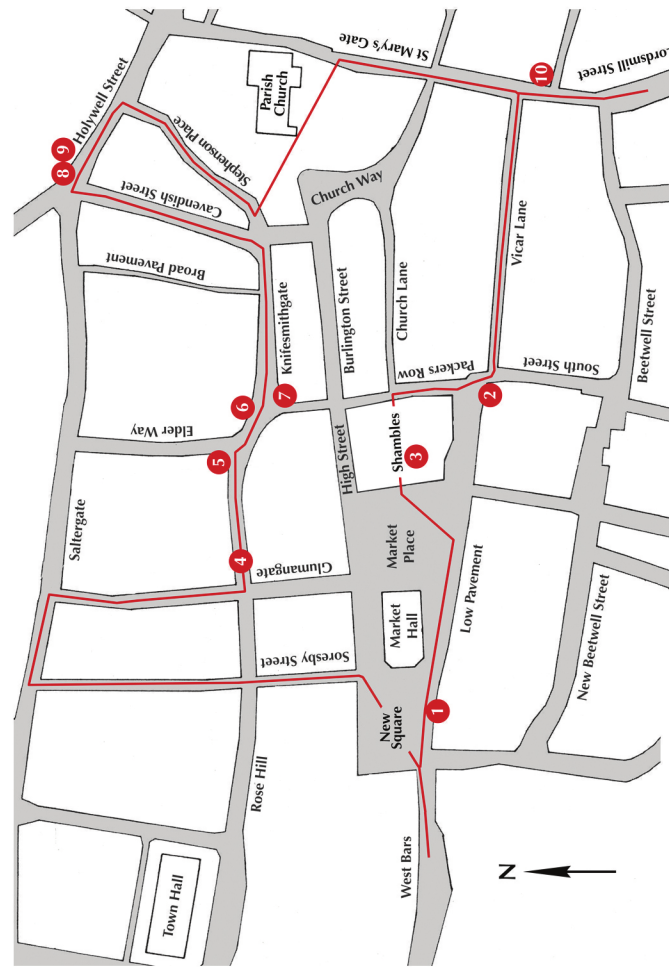 Holywell Street
St Mary's Gate
Lordsmill Street
Parish
Church
Stephenson Place
Cavendish Street
Broad Pavement
Church Way
Knifesmithgate
Burlington Street
Church Lane
Vicar Lane
Packers Row
South Street
Beetwell Street
Elder Way
High Street
Shambles
Saltergate
Glumangate
Market
Place
Market
Hall
Low Pavement
New Beetwell Street
Soresby Street
New
Square
Rose Hill
West Bars
Town Hall
N
1
2
3
4
5
6
7
8
9
10